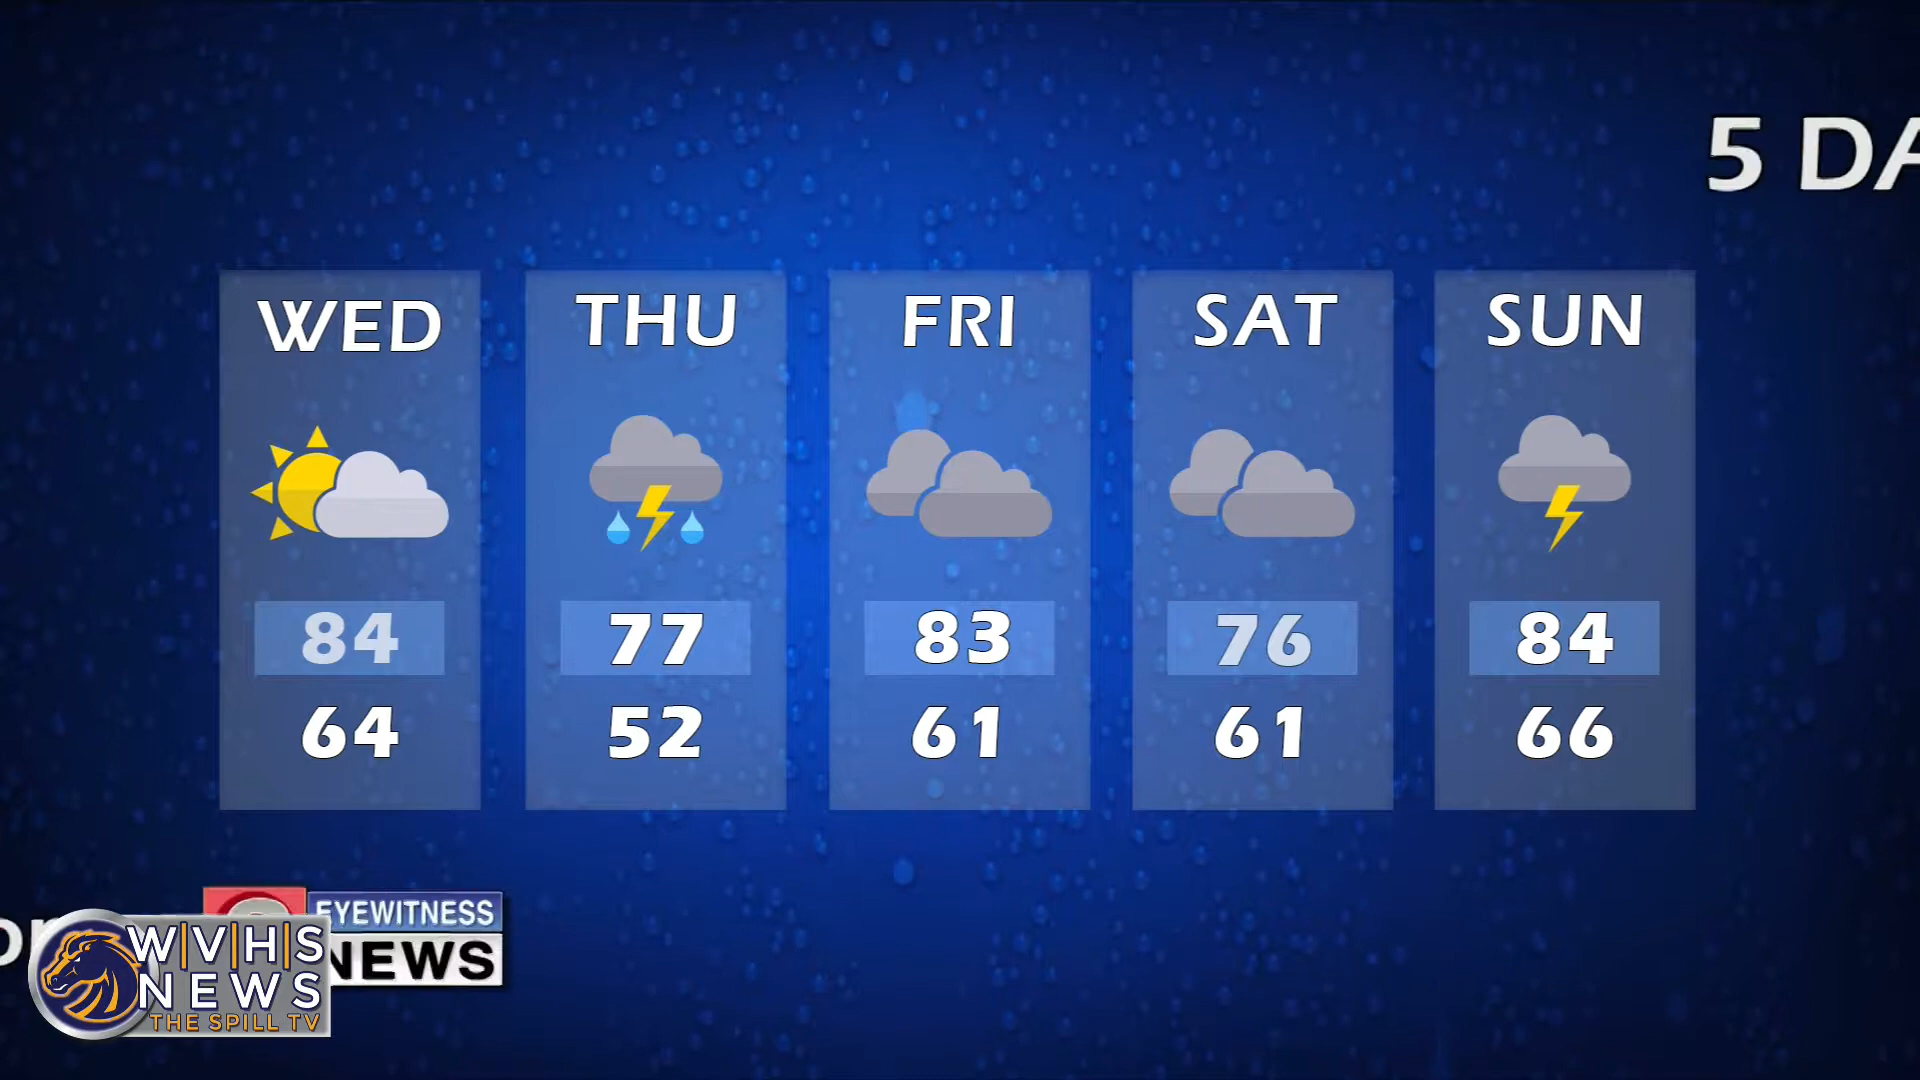 5 DA
WED THU FRI SAT SUN
84 77 83 76 84
64 52 61 61 66
EYEWITNESS
NEWS
W|V|H|S
NEWS
THE SPILL TV